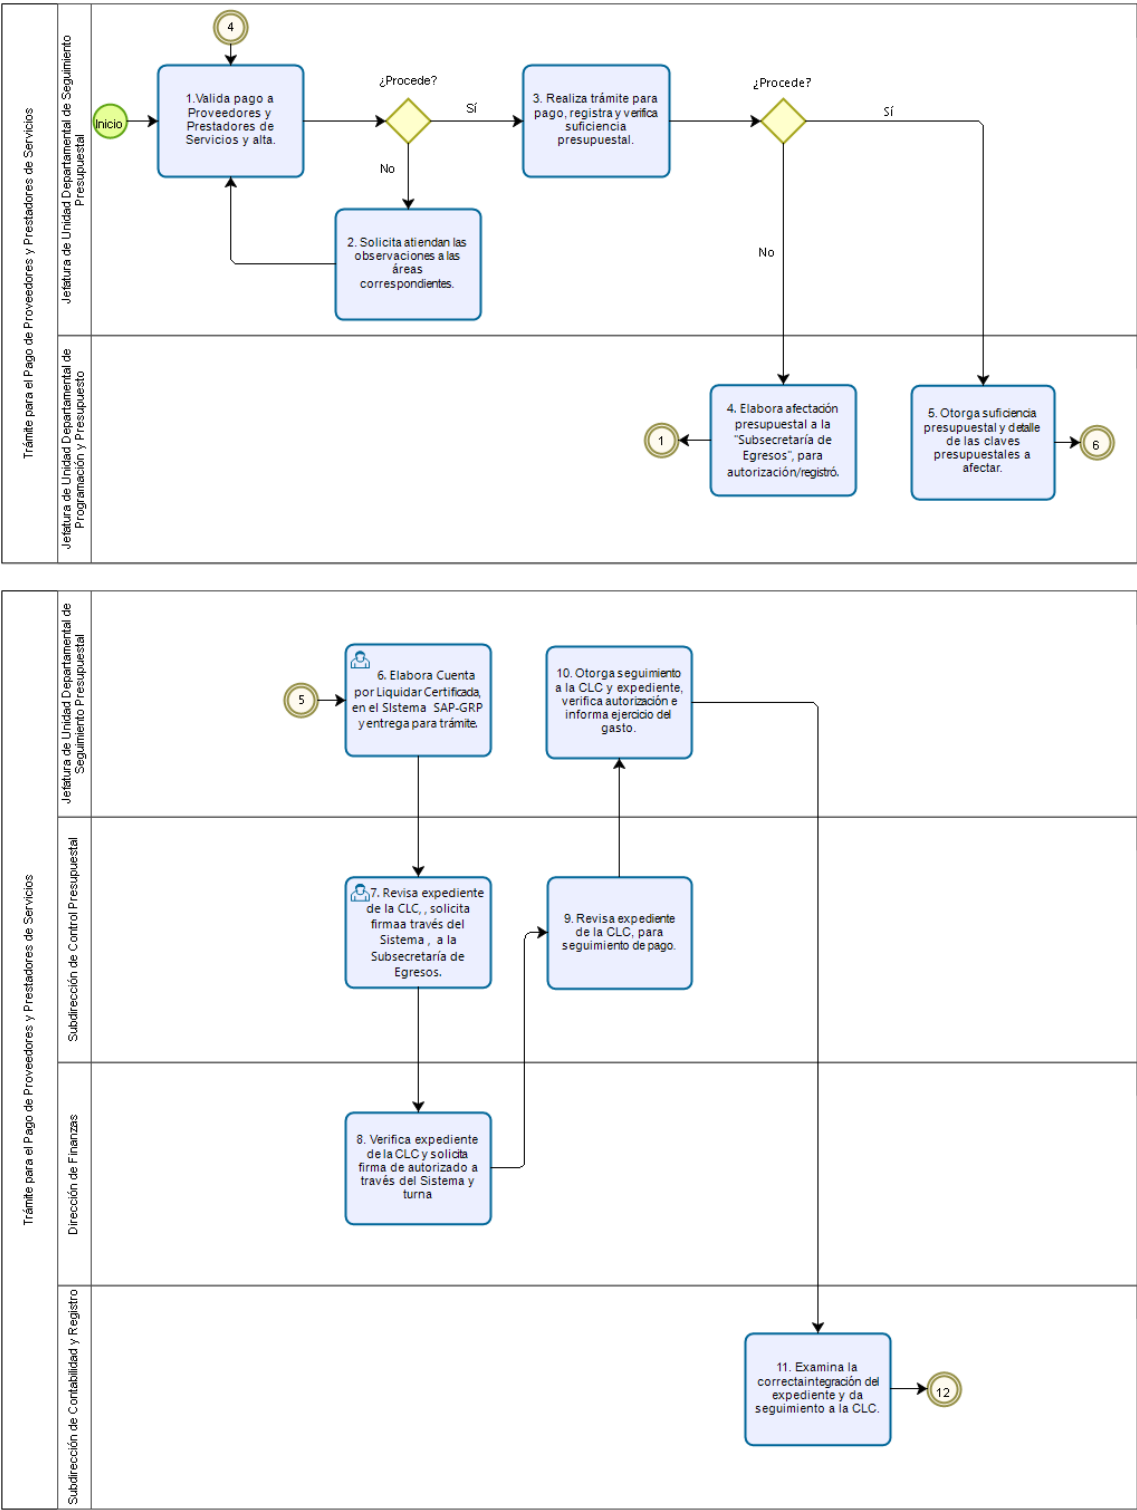 Trámite para el Pago de Proveedores y Prestadores de Servicios
Jefatura de Unidad Departamental de Seguimiento
Presupuestal
4
Inicio
1.Valida pago a
Proveedores y
Prestadores de
Servicios y alta.
¿Procede?
Sí
No
2. Solicita atiendan las
observaciones a las
áreas
correspondientes.
3. Realiza trámite para
pago, registra y verifica
suficiencia
presupuestal.
¿Procede?
Sí
No
Jefatura de Unidad Departamental de
Programación y Presupuesto
1
4. Elabora afectación
presupuestal a la
"Subsecretaría de
Egresos", para
autorización/registró.
5. Otorga suficiencia
presupuestal y detalle
de las claves
presupuestales a
afectar.
6
Trámite para el Pago de Proveedores y Prestadores de Servicios
Jefatura de Unidad Departamental de
Seguimiento Presupuestal
5
6. Elabora Cuenta
por Liquidar Certificada,
en el SIstema SAP-GRP
y entrega para trámite.
10. Otorga seguimiento
a la CLC y expediente,
verifica autorización e
informa ejercicio del
gasto.
Subdirección de Control Presupuestal
7. Revisa expediente
de la CLC, , solicita
firmaa través del
Sistema , a la
Subsecretaría de
Egresos.
9. Revisa expediente
de la CLC, para
seguimiento de pago.
Dirección de Finanzas
8. Verifica expediente
de la CLC y solicita
firma de autorizado a
través del Sistema y
turna
Subdirección de Contabilidad y Registro
11. Examina la
correctaintegración del
expediente y da
seguimiento a la CLC.
12